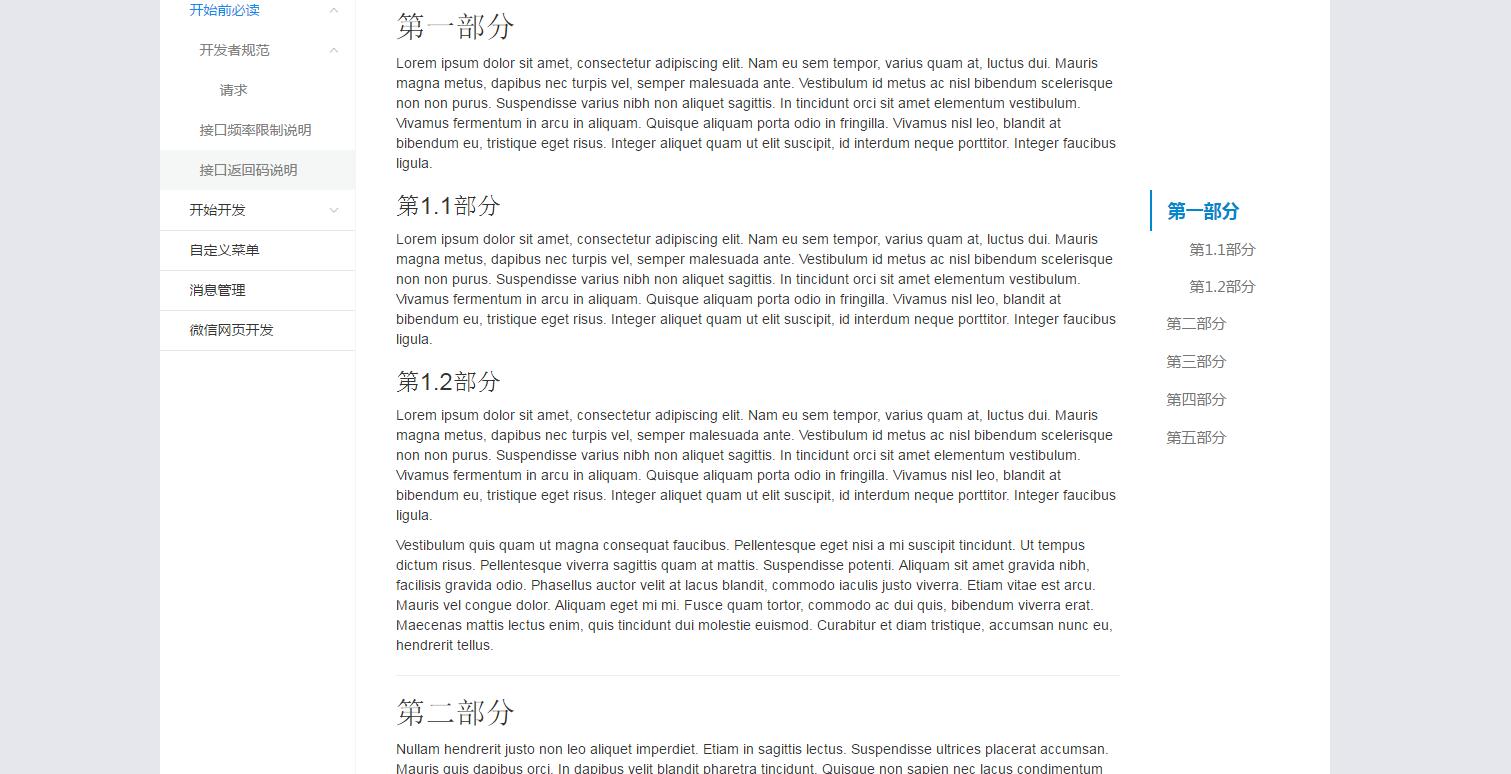 开始前必读
开发者规范
请求
接口频率限制说明
接口返回码说明
开始开发
自定义菜单
消息管理
微信网页开发
第一部分
Lorem ipsum dolor sit amet, consectetur adipiscing elit. Nam eu sem tempor, varius quam at, luctus dui. Mauris
magna metus, dapibus nec turpis vel, semper malesuada ante. Vestibulum id metus ac nisl bibendum scelerisque
non non purus. Suspendisse varius nibh non aliquet sagittis. In tincidunt orci sit amet elementum vestibulum.
Vivamus fermentum in arcu in aliquam. Quisque aliquam porta odio in fringilla. Vivamus nisl leo, blandit at
bibendum eu, tristique eget risus. Integer aliquet quam ut elit suscipit, id interdum neque porttitor. Integer faucibus
ligula.
第1.1部分
Lorem ipsum dolor sit amet, consectetur adipiscing elit. Nam eu sem tempor, varius quam at, luctus dui. Mauris
magna metus, dapibus nec turpis vel, semper malesuada ante. Vestibulum id metus ac nisl bibendum scelerisque
non non purus. Suspendisse varius nibh non aliquet sagittis. In tincidunt orci sit amet elementum vestibulum.
Vivamus fermentum in arcu in aliquam. Quisque aliquam porta odio in fringilla. Vivamus nisl leo, blandit at
bibendum eu, tristique eget risus. Integer aliquet quam ut elit suscipit, id interdum neque porttitor. Integer faucibus
ligula.
第1.2部分
Lorem ipsum dolor sit amet, consectetur adipiscing elit. Nam eu sem tempor, varius quam at, luctus dui. Mauris
magna metus, dapibus nec turpis vel, semper malesuada ante. Vestibulum id metus ac nisl bibendum scelerisque
non non purus. Suspendisse varius nibh non aliquet sagittis. In tincidunt orci sit amet elementum vestibulum.
Vivamus fermentum in arcu in aliquam. Quisque aliquam porta odio in fringilla. Vivamus nisl leo, blandit at
bibendum eu, tristique eget risus. Integer aliquet quam ut elit suscipit, id interdum neque porttitor. Integer faucibus
ligula.
Vestibulum quis quam ut magna consequat faucibus. Pellentesque eget nisi a mi suscipit tincidunt. Ut tempus
dictum risus. Pellentesque viverra sagittis quam at mattis. Suspendisse potenti. Aliquam sit amet gravida nibh,
facilisis gravida odio. Phasellus auctor velit at lacus blandit, commodo iaculis justo viverra. Etiam vitae est arcu.
Mauris vel congue dolor. Aliquam eget mi mi. Fusce quam tortor, commodo ac dui quis, bibendum viverra erat.
Maecenas mattis lectus enim, quis tincidunt dui molestie euismod. Curabitur et diam tristique, accumsan nunc eu,
hendrerit tellus.
第二部分
Nullam hendrerit justo non leo aliquet imperdiet. Etiam in sagittis lectus. Suspendisse ultrices placerat accumsan.
Mauris quis dapibus orci. In dapibus velit blandit pharetra tincidunt. Quisque non sapien nec lacus condimentum
第一部分
第1.1部分
第1.2部分
第二部分
第三部分
第四部分
第五部分